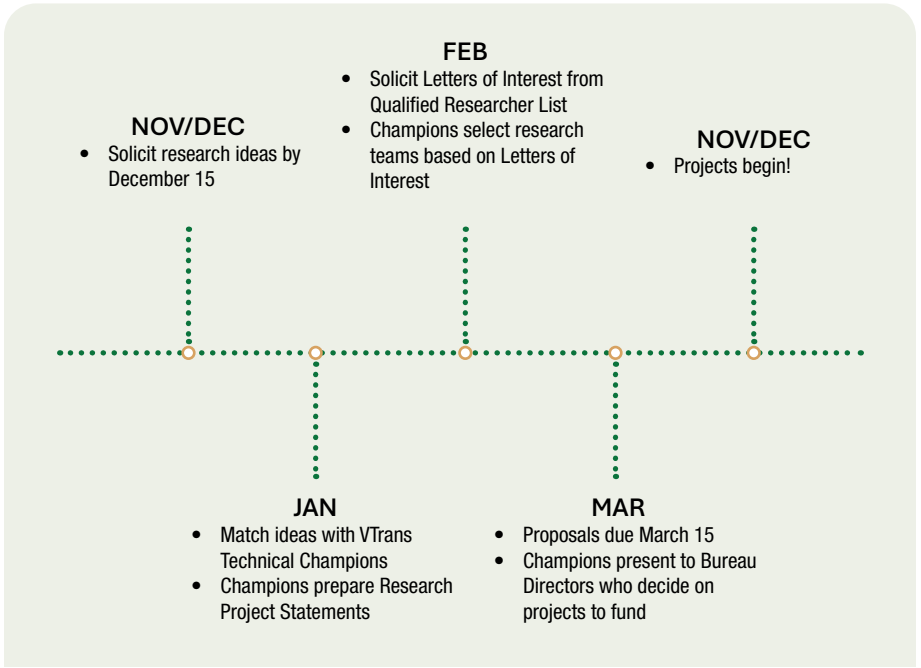 NOV/DEC
• Solicit research ideas by
December 15
JAN
• Match ideas with VTrans
Technical Champions
• Champions prepare Research
Project Statements
FEB
• Solicit Letters of Interest from
Qualified Researcher List
• Champions select research
teams based on Letters of
Interest
MAR
• Proposals due March 15
• Champions present to Bureau
Directors who decide on
projects to fund
NOV/DEC
• Projects begin!